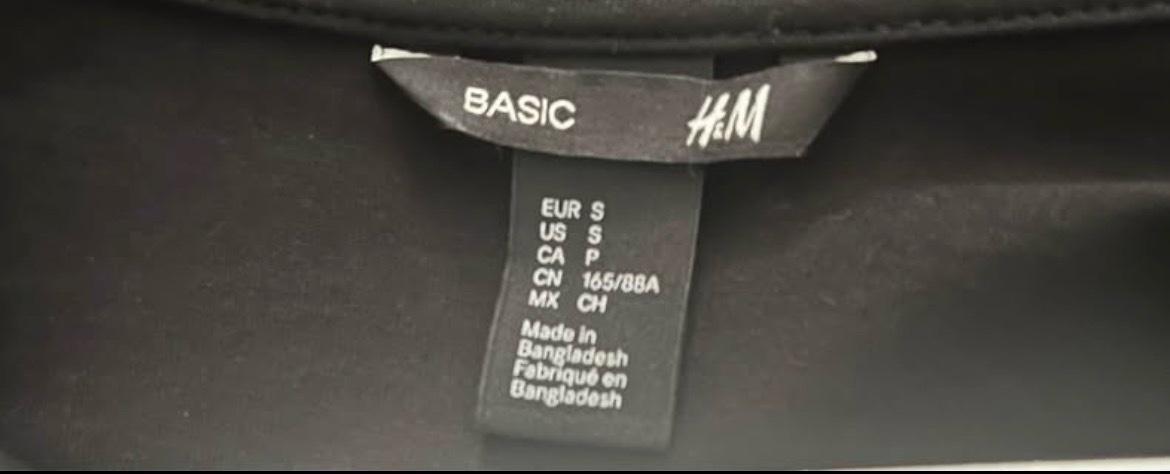 BASIC H&M
EUR S
US S
CA P
CN 165/88A
MX CH
Made in
Bangladesh
Fabriqué en
Bangladesh